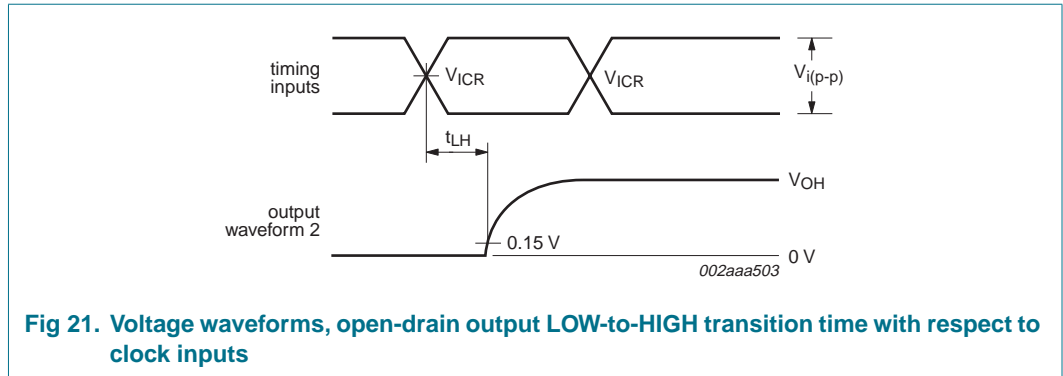 timing
inputs
VICR
VICR
Vi(p-p)
tLH
output
waveform 2
VOH
0.15 V
0 V
002aaa503
Fig 21. Voltage waveforms, open-drain output LOW-to-HIGH transition time with respect to
clock inputs